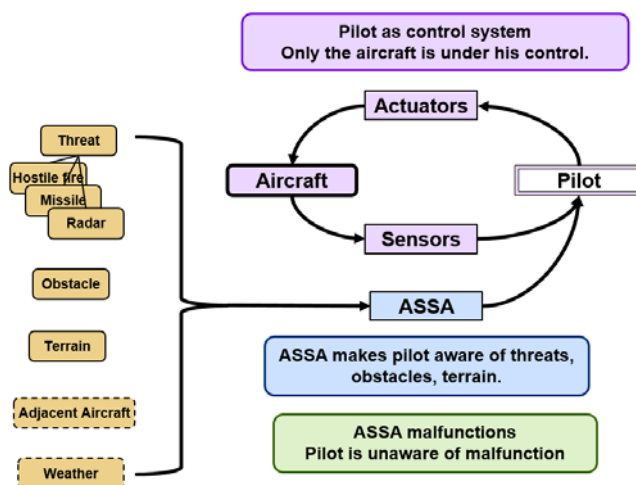 Pilot as control system
Only the aircraft is under his control.
Actuators
Threat
Hostile fire
Missile
Radar
Aircraft
Pilot
Sensors
Obstacle
ASSA
Terrain
ASSA makes pilot aware of threats,
obstacles, terrain.
Adjacent Aircraft
ASSA malfunctions
Pilot is unaware of malfunction
Weather